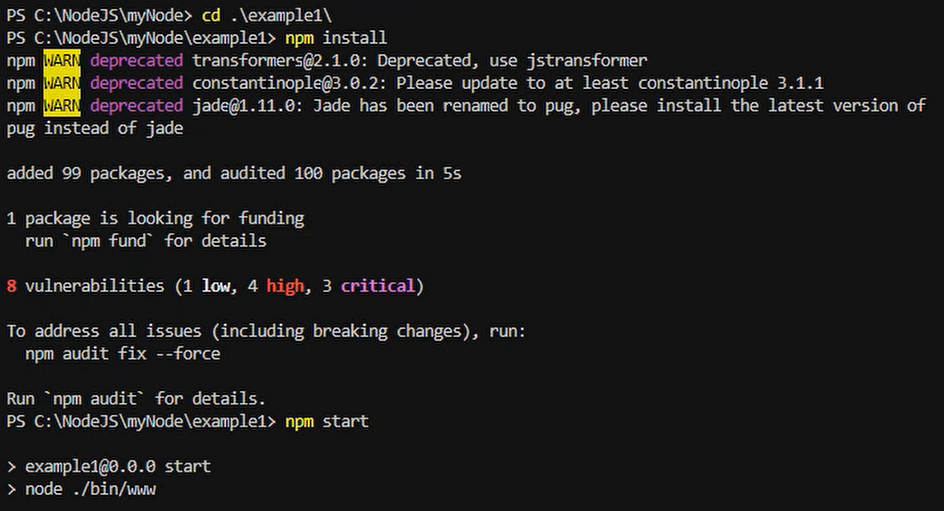 PS C:\NodeJS\myNode> cd .\example1\
PS C:\NodeJS\myNode\example1> npm install
npm WARN deprecated transformers@2.1.0: Deprecated, use jstransformer
npm WARN deprecated constantinople@3.0.2: Please update to at least constantinople 3.1.1
npm WARN deprecated jade@1.11.0: Jade has been renamed to pug, please install the latest version of
pug instead of jade
added 99 packages, and audited 100 packages in 5s
1 package is looking for funding
run `npm fund` for details
8 vulnerabilities (1 low, 4 high, 3 critical)
To address all issues (including breaking changes), run:
npm audit fix --force
Run `npm audit` for details.
PS C:\NodeJS\myNode\example1> npm start
> example1@0.0.0 start
> node ./bin/www